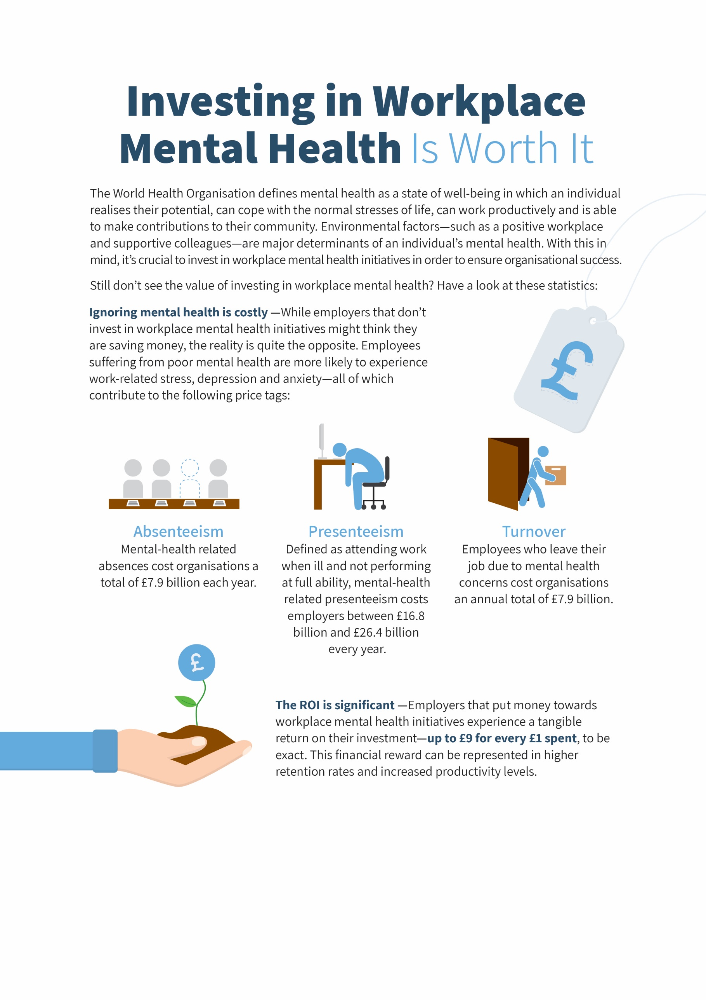 Investing in Workplace
Mental Health Is Worth It
The World Health Organisation defines mental health as a state of well-being in which an individual
realises their potential, can cope with the normal stresses of life, can work productively and is able
to make contributions to their community. Environmental factors—such as a positive workplace
and supportive colleagues—are major determinants of an individual’s mental health. With this in
mind, it’s crucial to invest in workplace mental health initiatives in order to ensure organisational success.
Still don’t see the value of investing in workplace mental health? Have a look at these statistics:
Ignoring mental health is costly —While employers that don’t
invest in workplace mental health initiatives might think they
are saving money, the reality is quite the opposite. Employees
suffering from poor mental health are more likely to experience
work-related stress, depression and anxiety—all of which
contribute to the following price tags:
£
Absenteeism
Mental-health related
absences cost organisations a
total of £7.9 billion each year.
Presenteeism
Defined as attending work
when ill and not performing
at full ability, mental-health
related presenteeism costs
employers between £16.8
billion and £26.4 billion
every year.
Turnover
Employees who leave their
job due to mental health
concerns cost organisations
an annual total of £7.9 billion.
£
The ROI is significant —Employers that put money towards
workplace mental health initiatives experience a tangible
return on their investment—up to £9 for every £1 spent, to be
exact. This financial reward can be represented in higher
retention rates and increased productivity levels.